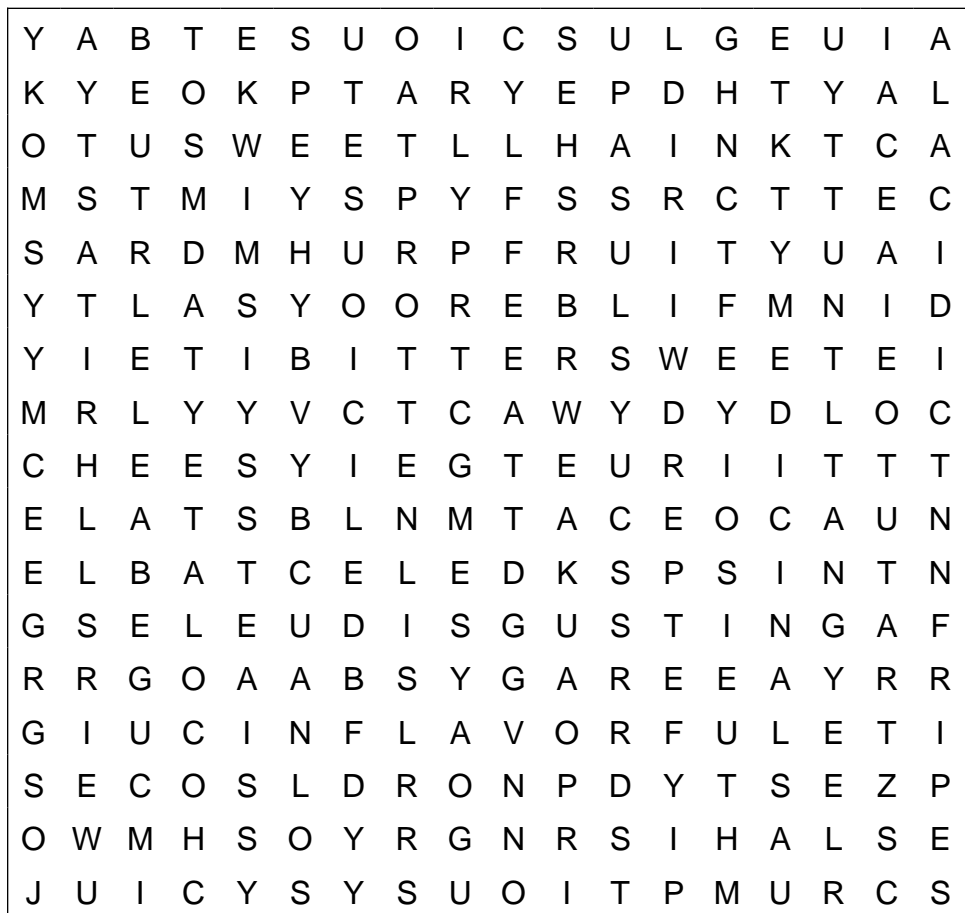 Y A B T E S U O I C S U L G E U I A
K Y E O K P T A R Y E P D H T Y A L
O T U S W E E T L L H A I N K T C A
M S T M I Y S P Y F S S R C T T E C
S A R D M H U R P F R U I T Y U A I
Y T L A S Y O O R E B L I F M N I D
Y I E T I B I T T E R S W E E T E I
M R L Y Y V C T C A W Y D Y D L O C
C H E E S Y I E G T E U R I I T T T
E L A T S B L N M T A C E O C A U N
E L B A T C E L E D K S P S I N T N
G S E L E U D I S G U S T I N G A F
R R G O A A B S Y G A R E E A Y R R
G I U C I N F L A V O R F U L E T I
S E C O S L D R O N P D Y T S E Z P
O W M H S O Y R G N R S I H A L S E
J U I C Y S Y S U O I T P M U R C S